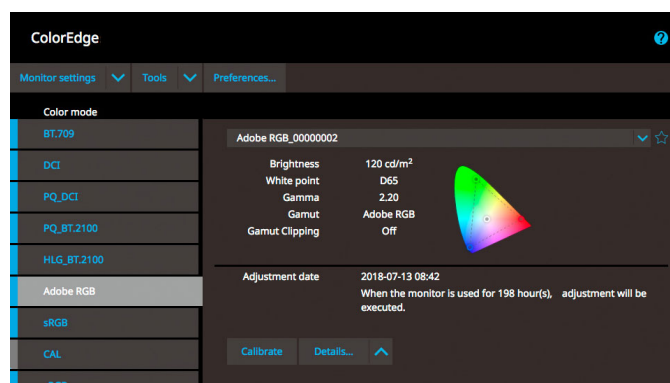 ColorEdge
?
Monitor settings Tools Preferences...
Color mode
BT.709
DCI
PQ_DCI
PQ_BT.2100
HLG_BT.2100
Adobe RGB
sRGB
CAL
Adobe RGB_00000002
Brightness 120 cd/m²
White point D65
Gamma 2,20
Gamut Adobe RGB
Gamut Clipping Off
Adjustment date 2018-07-13 08:42
When the monitor is used for 198 hour(s), adjustment will be
executed.
Calibrate Details...